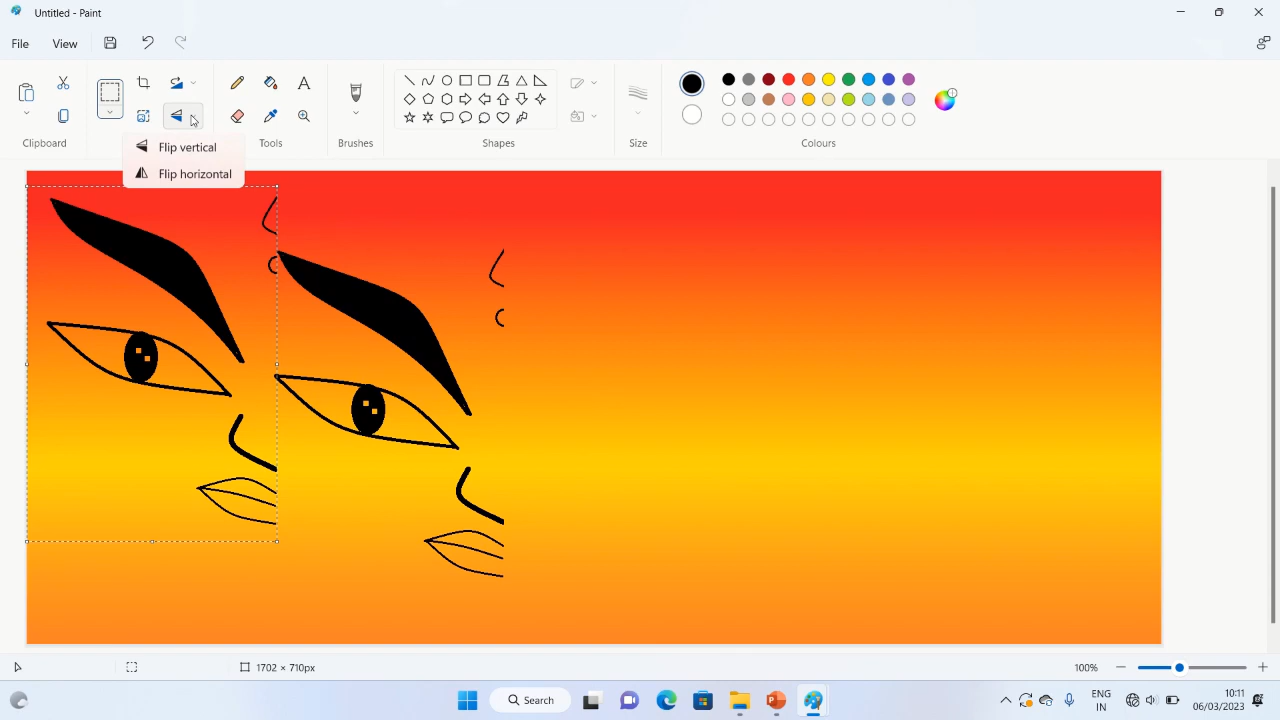 Untitled - Paint
File View
Clipboard
Tools
Brushes
Shapes
Size
Colours
Flip vertical
Flip horizontal
1702 × 710px
100%
Search
ENG
IN
10:11
06/03/2023